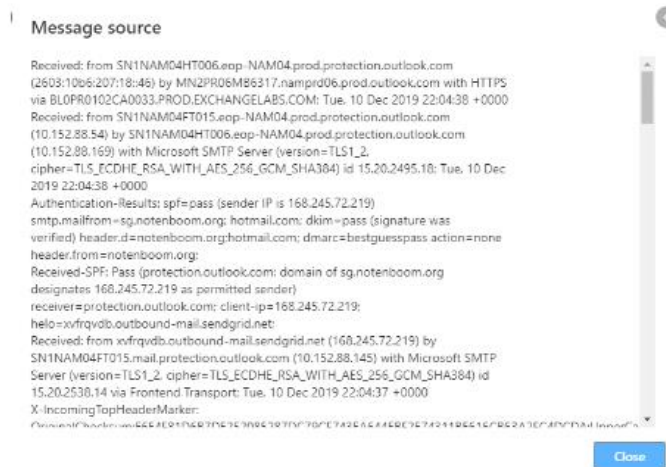 Message source
Received: from SN1NAM04HT006.eop-NAM04.prod.protection.outlook.com
(2603:10b6:207:18::46) by MN2PR06MB6317.namprd06.prod.outlook.com with HTTPS
via BL0PR0102CA0033.PROD.EXCHANGELABS.COM; Tue, 10 Dec 2019 22:04:38 +0000
Received: from SN1NAM04FT015.eop-NAM04.prod.protection.outlook.com
(10.152.88.54) by SN1NAM04HT006.eop-NAM04.prod.protection.outlook.com
(10.152.88.169) with Microsoft SMTP Server (version=TLS1_2,
cipher=TLS_ECDHE_RSA_WITH_AES_256_GCM_SHA384) id 15.20.2495.18; Tue, 10 Dec
2019 22:04:38 +0000
Authentication-Results: spf=pass (sender IP is 168.245.72.219)
smtp.mailfrom=sg.notenboom.org; hotmail.com; dkim=pass (signature was
verified) header.d=notenboom.org;hotmail.com; dmarc=bestguesspass action=none
header.from=notenboom.org;
Received-SPF: Pass (protection.outlook.com: domain of sg.notenboom.org
designates 168.245.72.219 as permitted sender)
receiver=protection.outlook.com; client-ip=168.245.72.219;
helo=xvfrqvdb.outbound-mail.sendgrid.net;
Received: from xvfrqvdb.outbound-mail.sendgrid.net (168.245.72.219) by
SN1NAM04FT015.mail.protection.outlook.com (10.152.88.145) with Microsoft SMTP
Server (version=TLS1_2, cipher=TLS_ECDHE_RSA_WITH_AES_256_GCM_SHA384) id
15.20.2538.14 via Frontend Transport; Tue, 10 Dec 2019 22:04:37 +0000
X-IncomingTopHeaderMarker:
Close